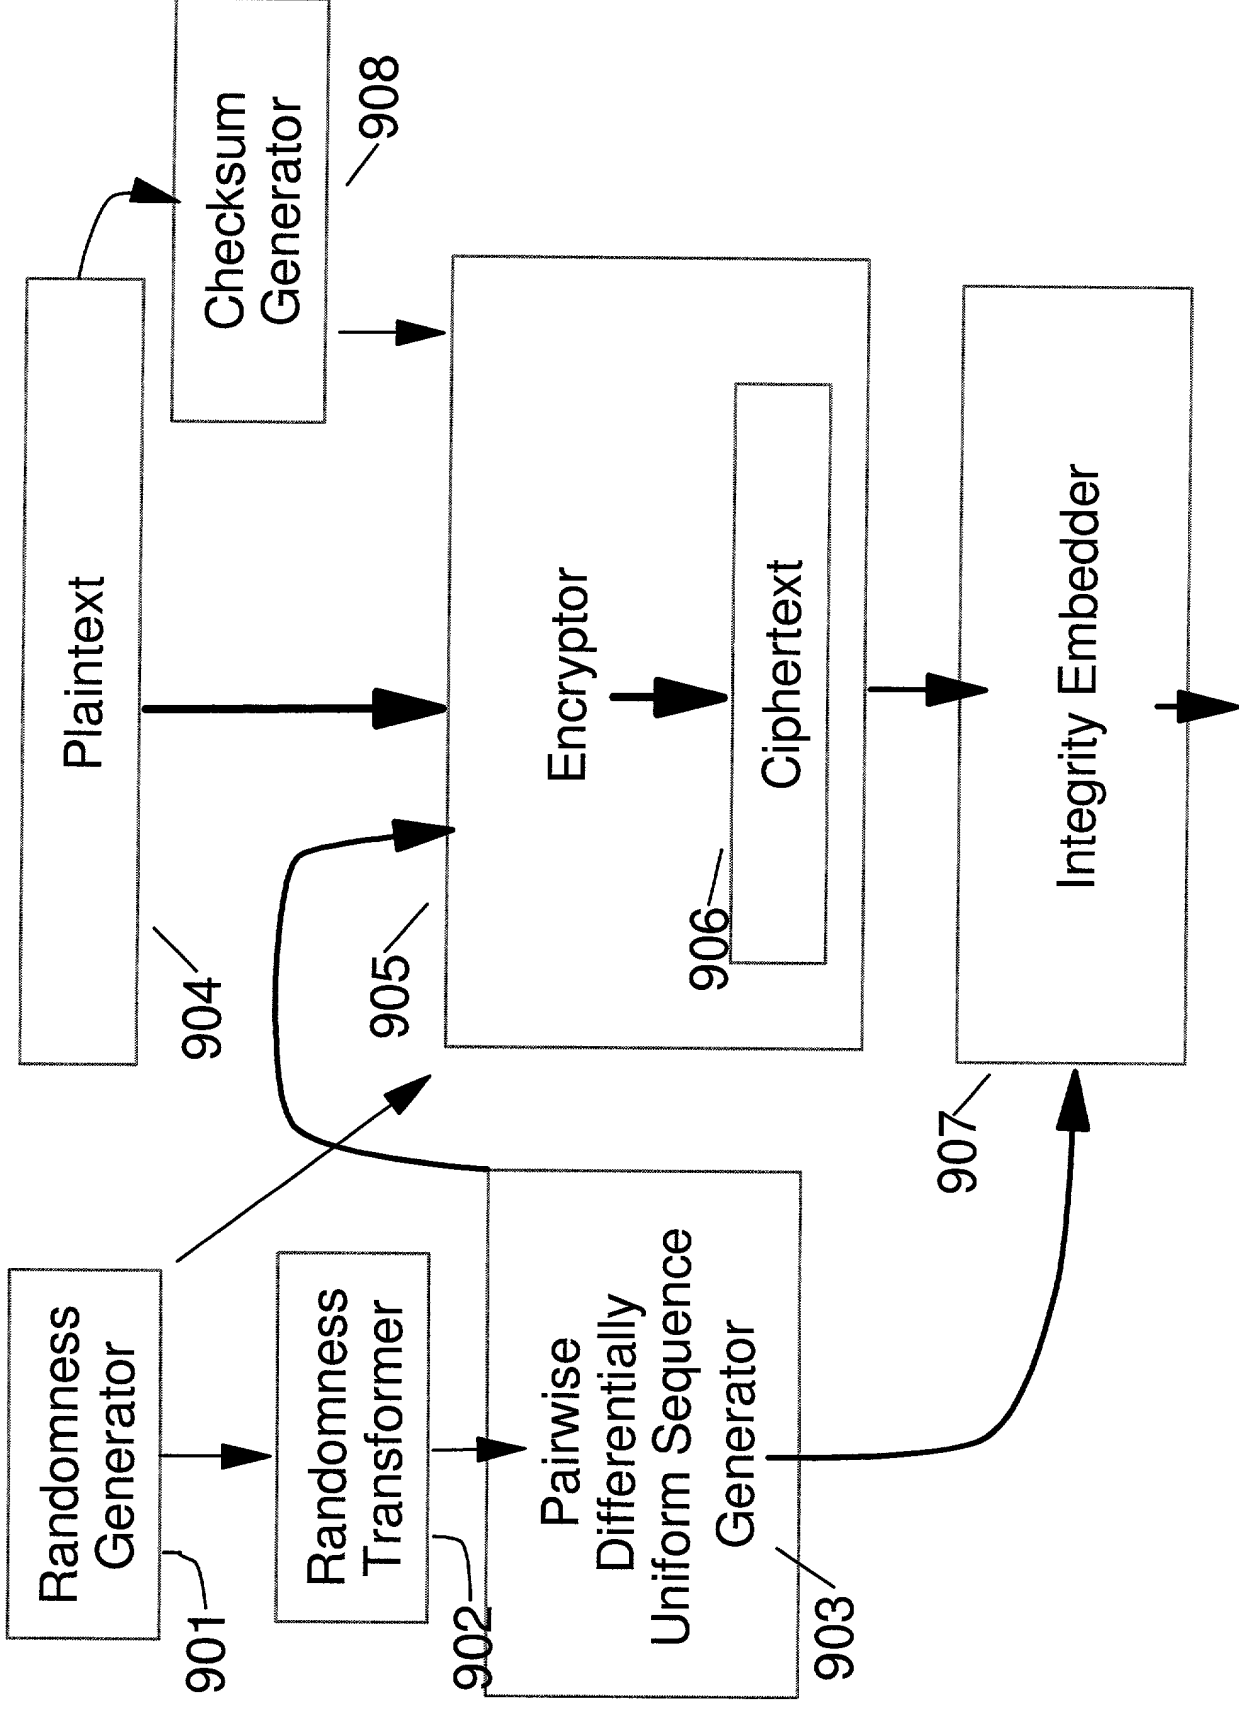 Randomness
Generator
901
Randomness
Transformer
902
Pairwise
Differentially
Uniform Sequence
Generator
903
Plaintext
904
Checksum
Generator
908
905
Encryptor
906
Ciphertext
907
Integrity Embedder